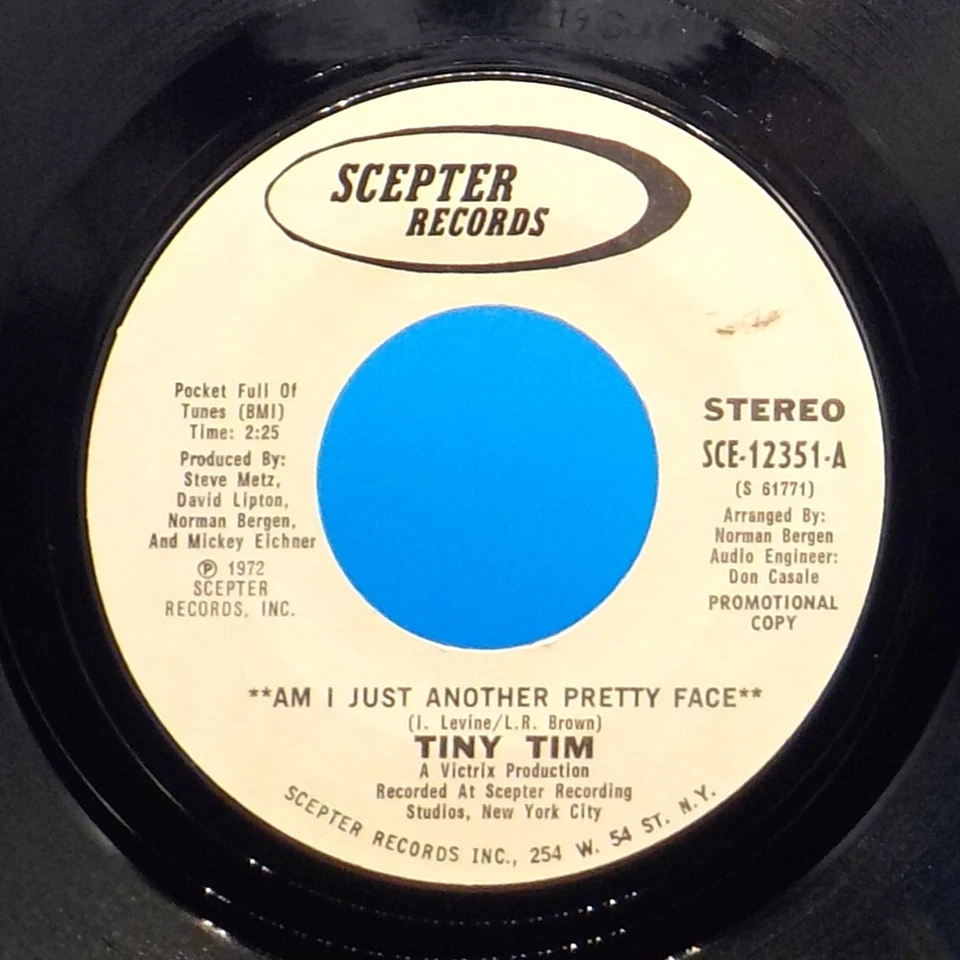 SCEPTER
RECORDS
Pocket Full Of
Tunes (BMI)
Time: 2:25
Produced By:
Steve Metz,
David Lipton,
Norman Bergen,
And Mickey Eichner
℗ 1972
SCEPTER
RECORDS, INC.
STEREO
SCE-12351-A
(S 61771)
Arranged By:
Norman Bergen
Audio Engineer:
Don Casale
PROMOTIONAL
COPY
**AM I JUST ANOTHER PRETTY FACE**
(I. Levine/L.R. Brown)
TINY TIM
A Victrix Production
Recorded At Scepter Recording
Studios, New York City
SCEPTER RECORDS INC., 254 W. 54 ST. N.Y.